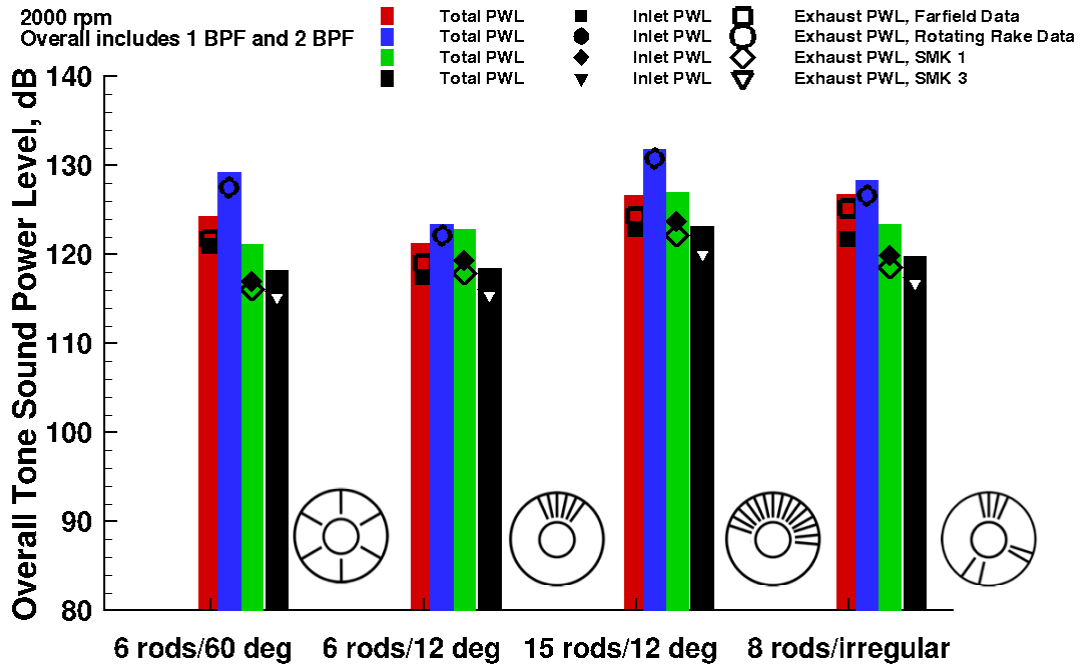 2000 rpm
Overall includes 1 BPF and 2 BPF
Total PWL Inlet PWL Exhaust PWL, Farfield Data
Total PWL Inlet PWL Exhaust PWL, Rotating Rake Data
Total PWL Inlet PWL Exhaust PWL, SMK 1
Total PWL Inlet PWL Exhaust PWL, SMK 3
Overall Tone Sound Power Level, dB
140
130
120
110
100
90
80
6 rods/60 deg 6 rods/12 deg 15 rods/12 deg 8 rods/irregular